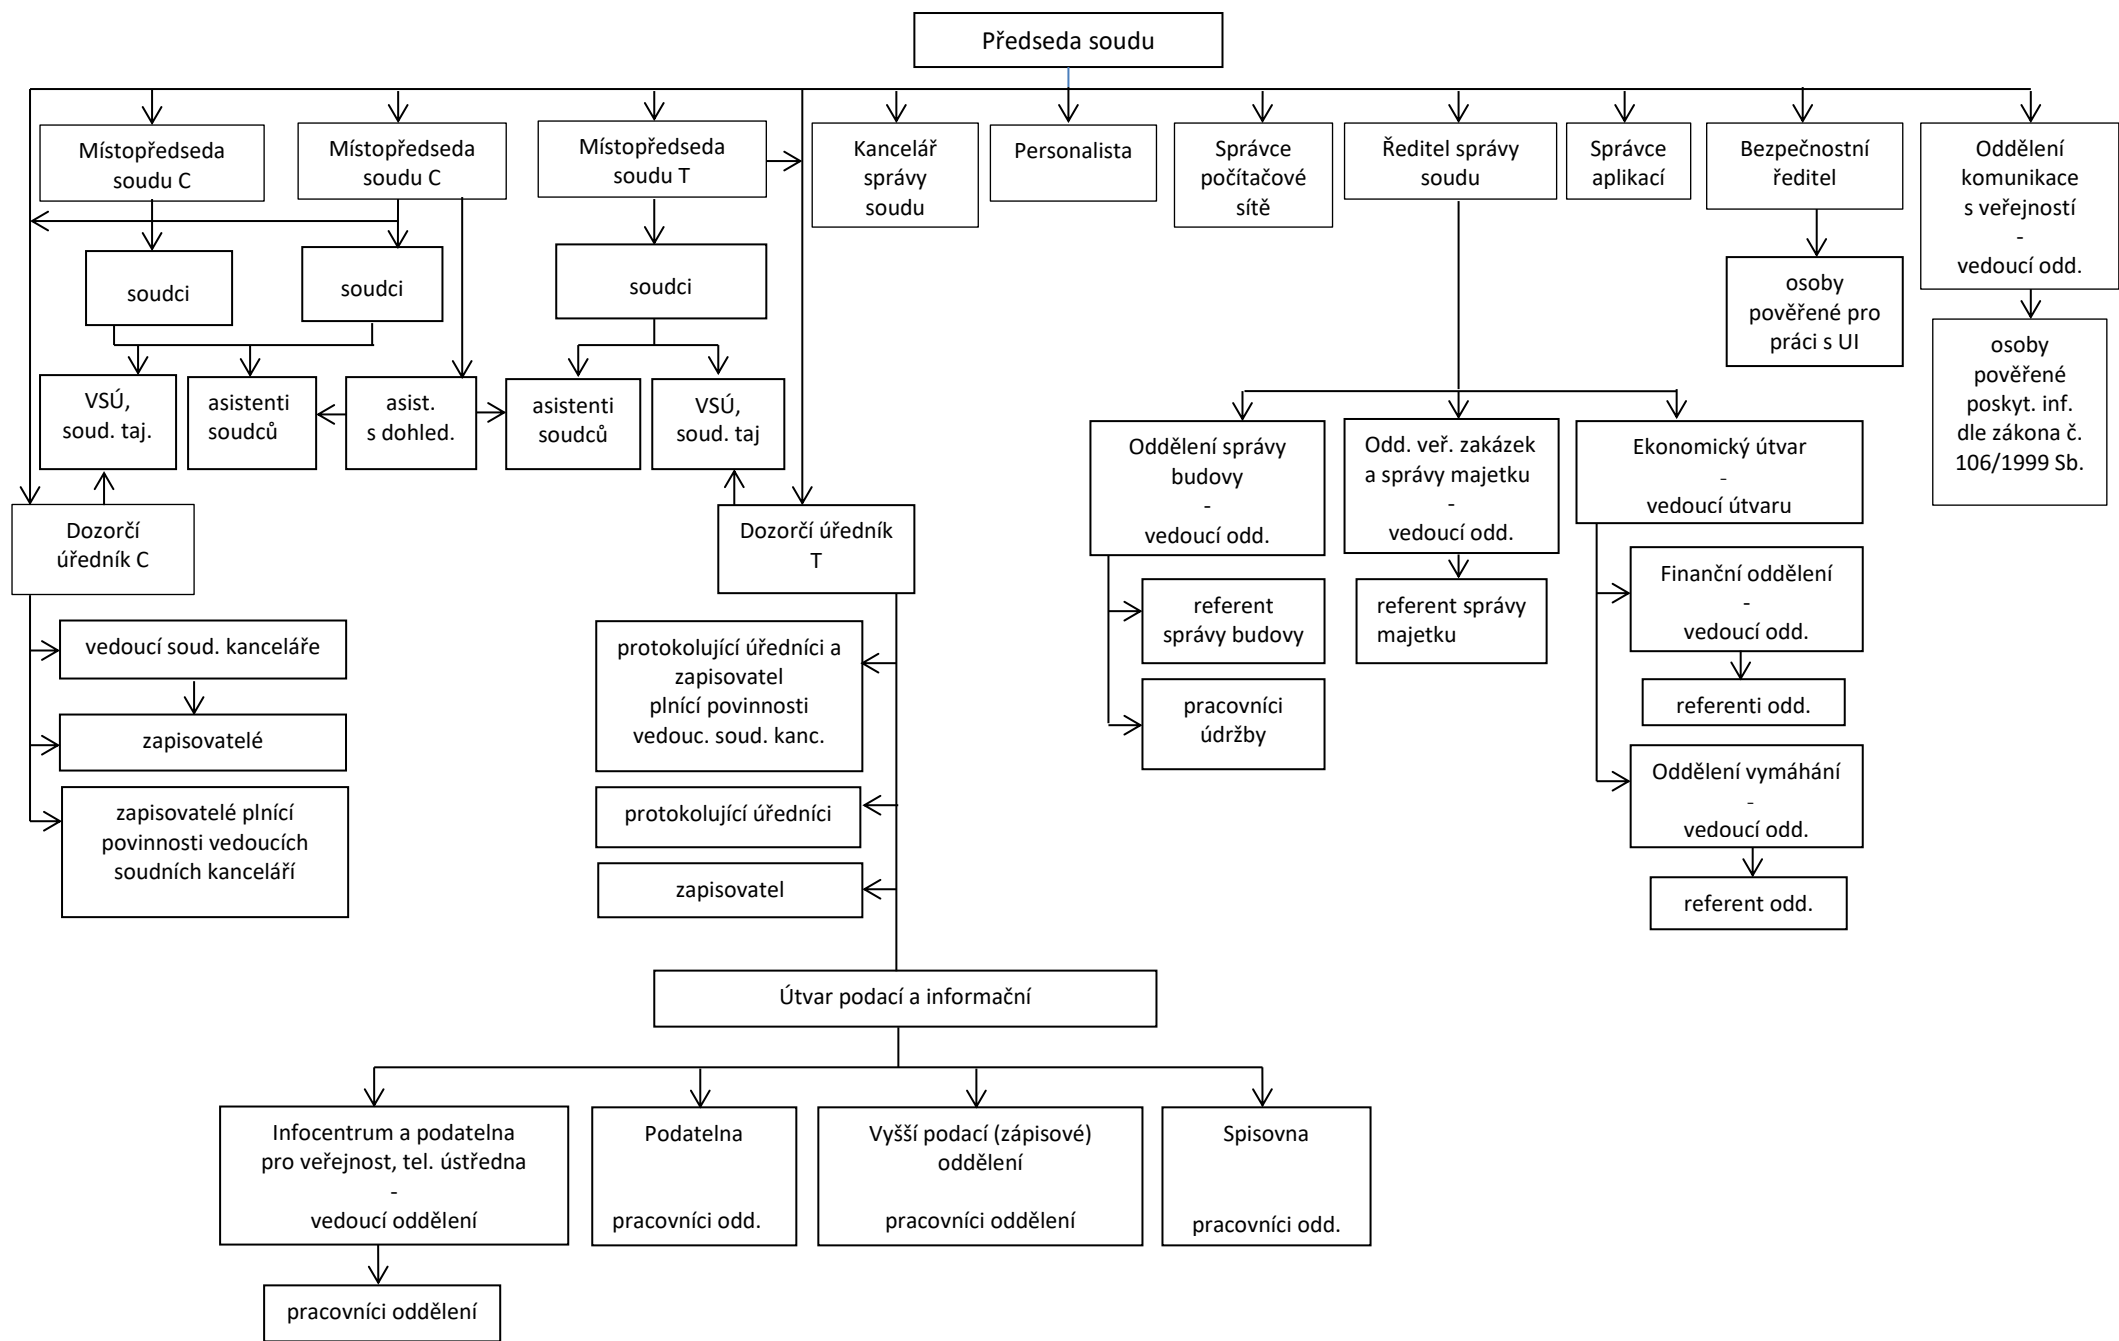 Předseda soudu
Místopředseda
soudu C
Místopředseda
soudu C
Místopředseda
soudu T
Kancelář
správy
soudu
Personalista
Správce
počítačové
sítě
Ředitel správy
soudu
Správce
aplikací
Bezpečnostní
ředitel
Oddělení
komunikace
s veřejností
-
vedoucí odd.
soudci
soudci
soudci
osoby
pověřené pro
práci s UI
osoby
pověřené
poskyt. inf.
dle zákona č.
106/1999 Sb.
VSÚ,
soud. taj.
asistenti
soudců
asist.
s dohled.
asistenti
soudců
VSÚ,
soud. taj
Oddělení správy
budovy
-
vedoucí odd.
Odd. veř. zakázek
a správy majetku
-
vedoucí odd.
Ekonomický útvar
-
vedoucí útvaru
Dozorčí
úředník C
Dozorčí úředník
T
referent
správy budovy
referent správy
majetku
Finanční oddělení
-
vedoucí odd.
vedoucí soud. kanceláře
protokolující úředníci a
zapisovatel
plnící povinnosti
vedouc. soud. kanc.
pracovníci
údržby
referenti odd.
zapisovatelé
Oddělení vymáhání
-
vedoucí odd.
zapisovatelé plnící
povinnosti vedoucích
soudních kanceláří
protokolující úředníci
zapisovatel
referent odd.
Útvar podací a informační
Infocentrum a podatelna
pro veřejnost, tel. ústředna
-
vedoucí oddělení
Podatelna
pracovníci odd.
Vyšší podací (zápisové)
oddělení
pracovníci oddělení
Spisovna
pracovníci odd.
pracovníci oddělení